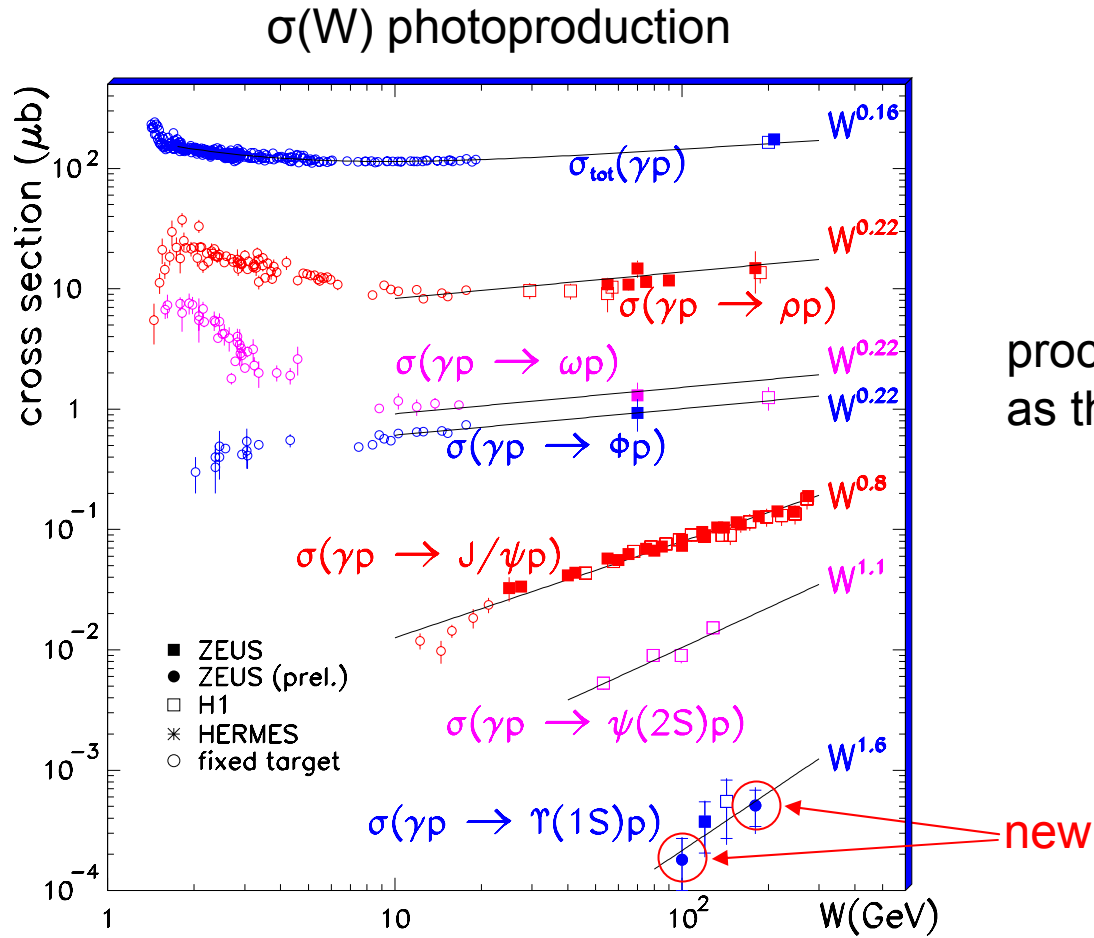 σ(W) photoproduction
cross section (μb)
10²
10
1
10⁻¹
10⁻²
10⁻³
10⁻⁴
W^0.16
σ_tot(γp)
W^0.22
σ(γp → ρp)
σ(γp → ωp)
W^0.22
W^0.22
σ(γp → Φp)
W^0.8
σ(γp → J/ψp)
W^1.1
■ ZEUS
● ZEUS (prel.)
□ H1
✳ HERMES
○ fixed target
σ(γp → ψ(2S)p)
W^1.6
σ(γp → ϒ(1S)p)
new
1
10
10²
W(GeV)
as th